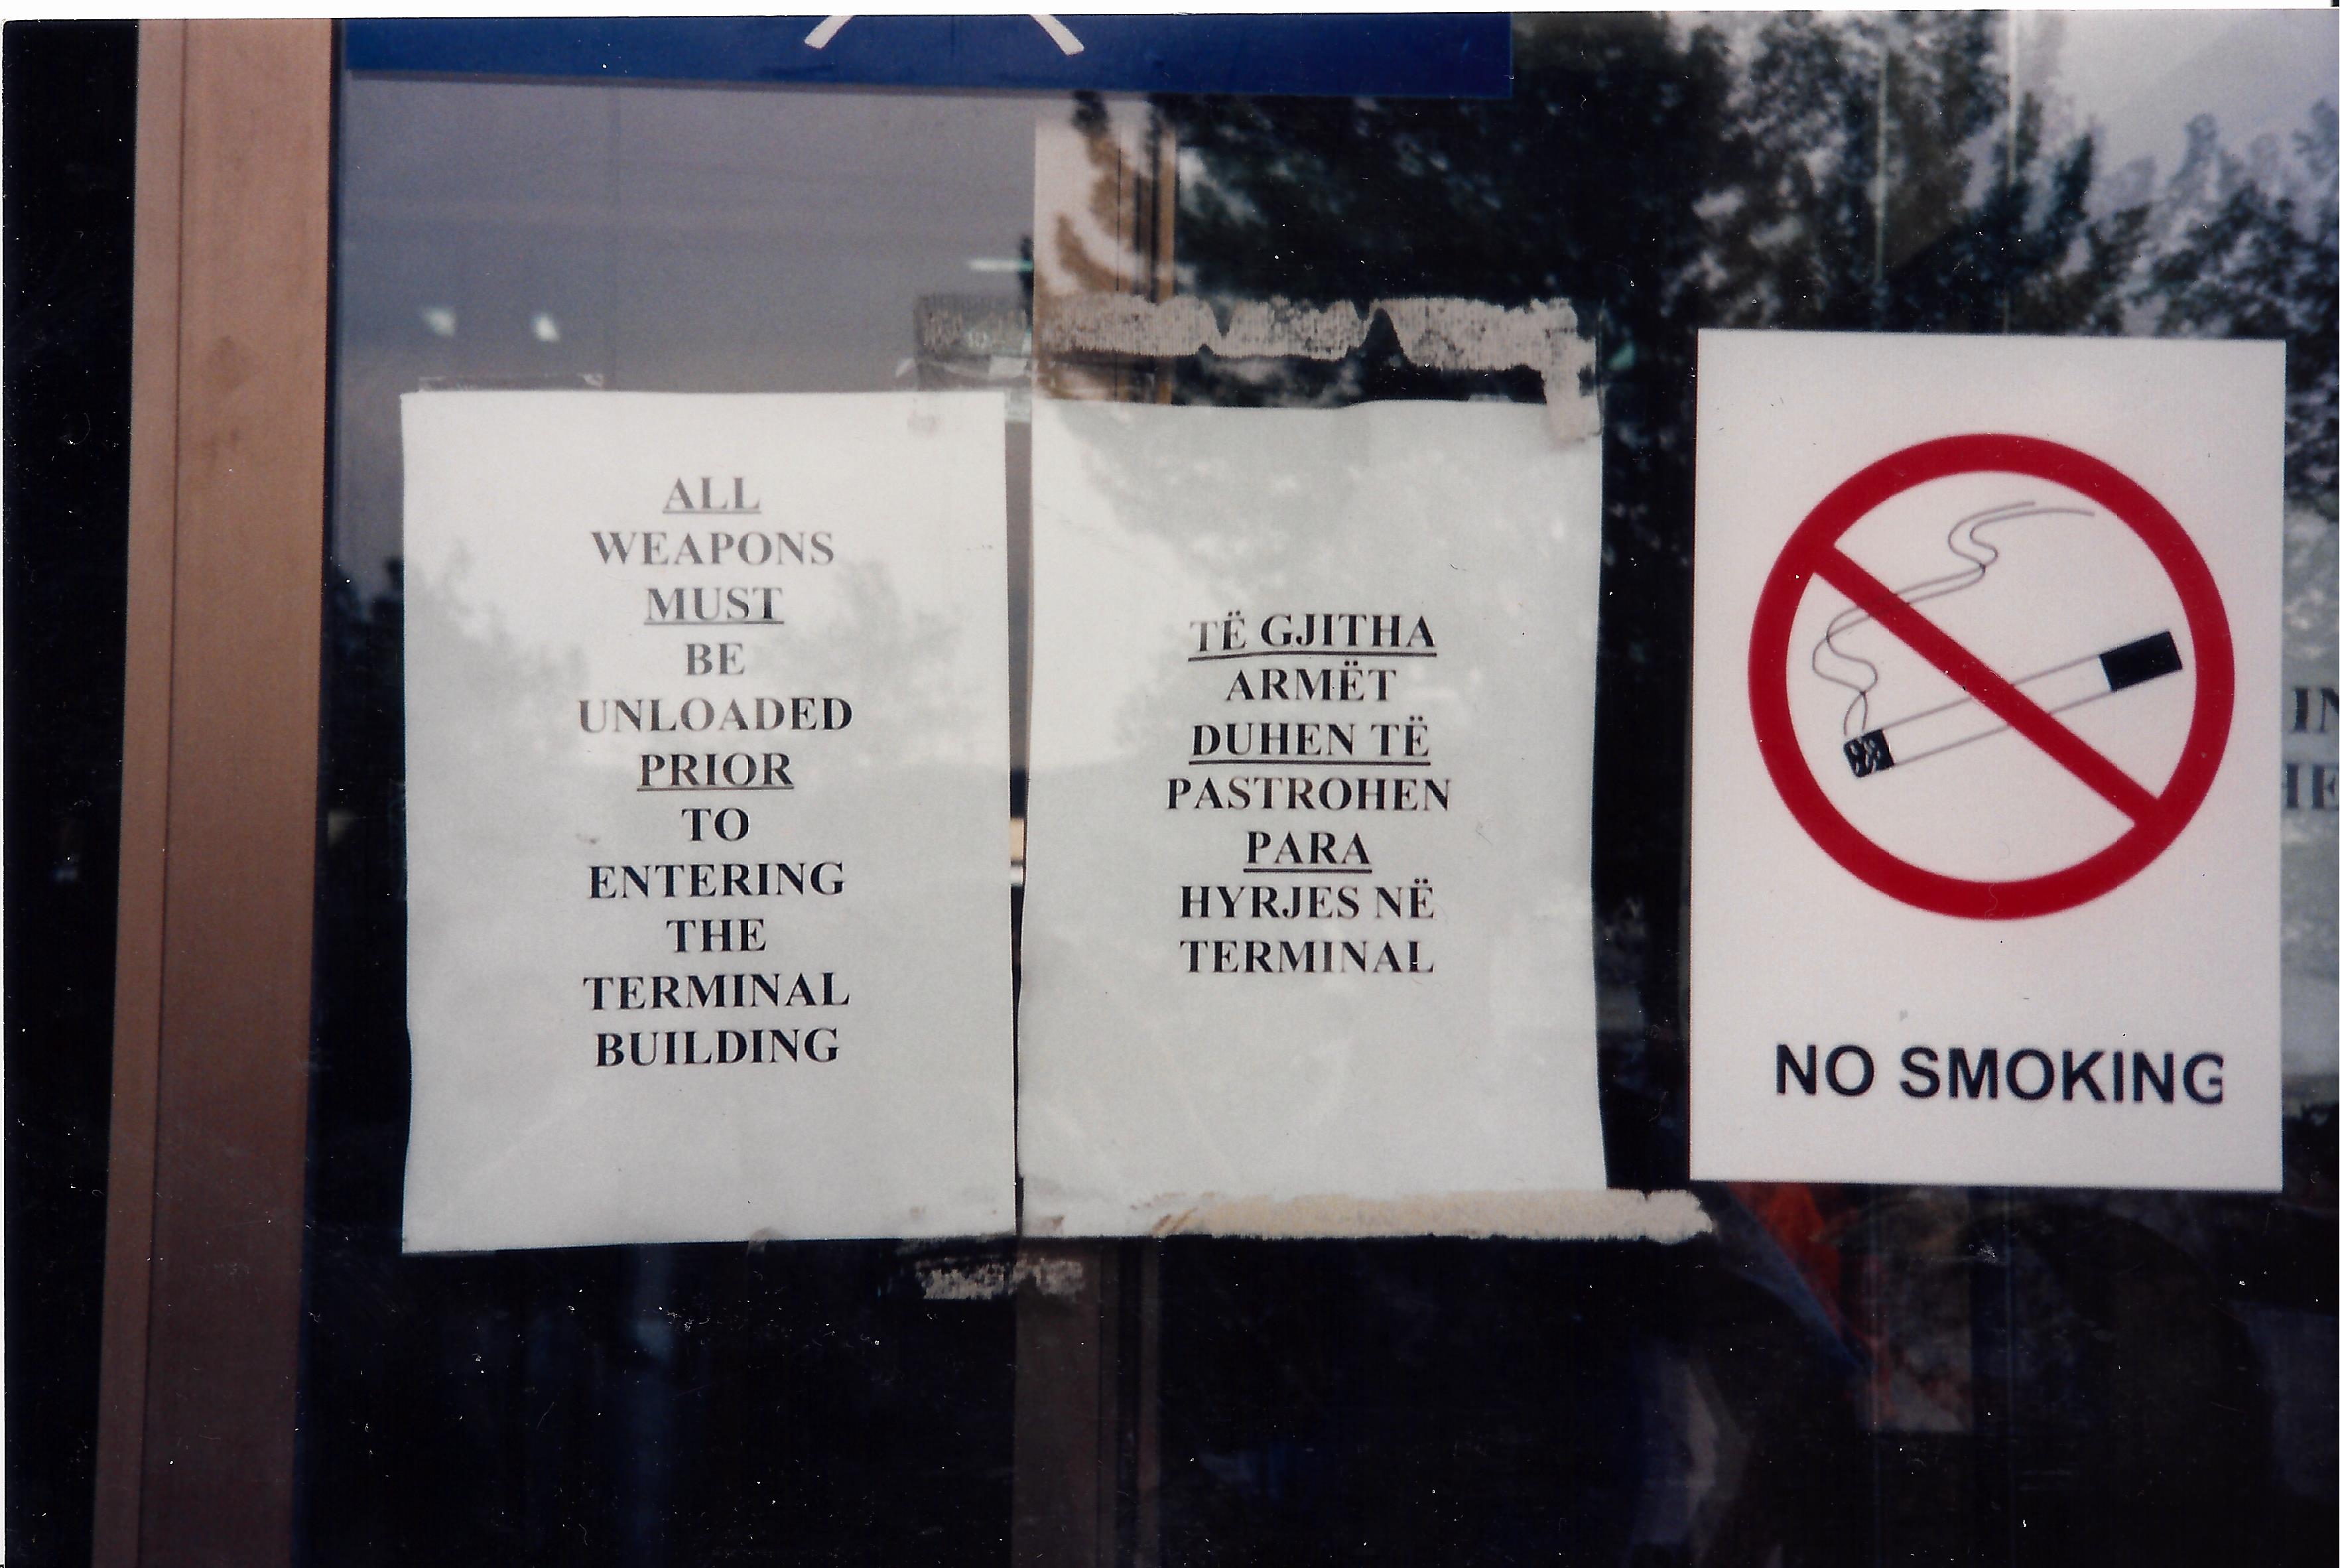 ALL
WEAPONS
MUST
BE
UNLOADED
PRIOR
TO
ENTERING
THE
TERMINAL
BUILDING
TË GJITHA
ARMËT
DUHEN TË
PASTROHEN
PARA
HYRJES NË
TERMINAL
NO SMOKING